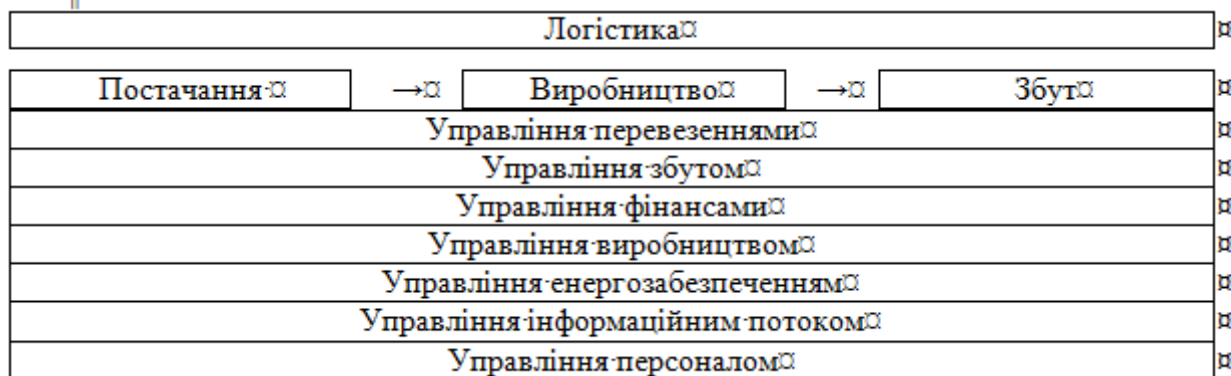 Логістика
Постачання → Виробництво → Збут
Управління перевезеннями
Управління збутом
Управління фінансами
Управління виробництвом
Управління енергозабезпеченням
Управління інформаційним потоком
Управління персоналом